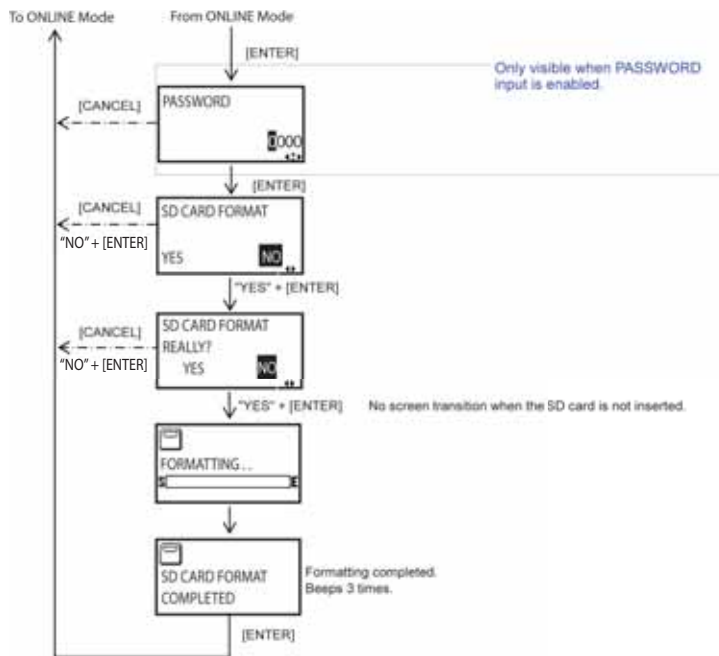 To ONLINE Mode
From ONLINE Mode
[ENTER]
Only visible when PASSWORD
input is enabled.
[CANCEL]
PASSWORD
0000
[ENTER]
[CANCEL]
SD CARD FORMAT
"NO" + [ENTER]
YES NO
"YES" + [ENTER]
[CANCEL]
SD CARD FORMAT
REALLY?
"NO" + [ENTER]
YES NO
"YES" + [ENTER]
No screen transition when the SD card is not inserted.
FORMATTING...
S E
SD CARD FORMAT
COMPLETED
Formatting completed.
Beeps 3 times.
[ENTER]